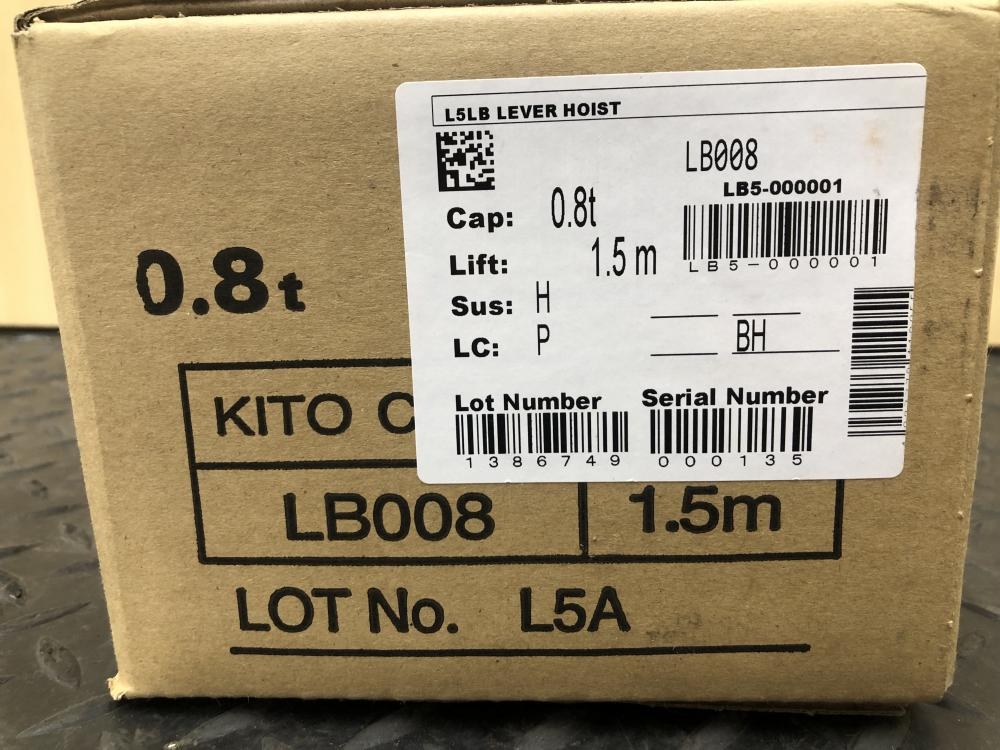 L5LB LEVER HOIST
LB008
LB5-000001
Cap: 0.8t
LB5-000001
Lift: 1.5 m
Sus: H
LC: P
BH
Lot Number
Serial Number
1386749
000135
0.8t
KITO C
LB008
1.5m
LOT No. L5A